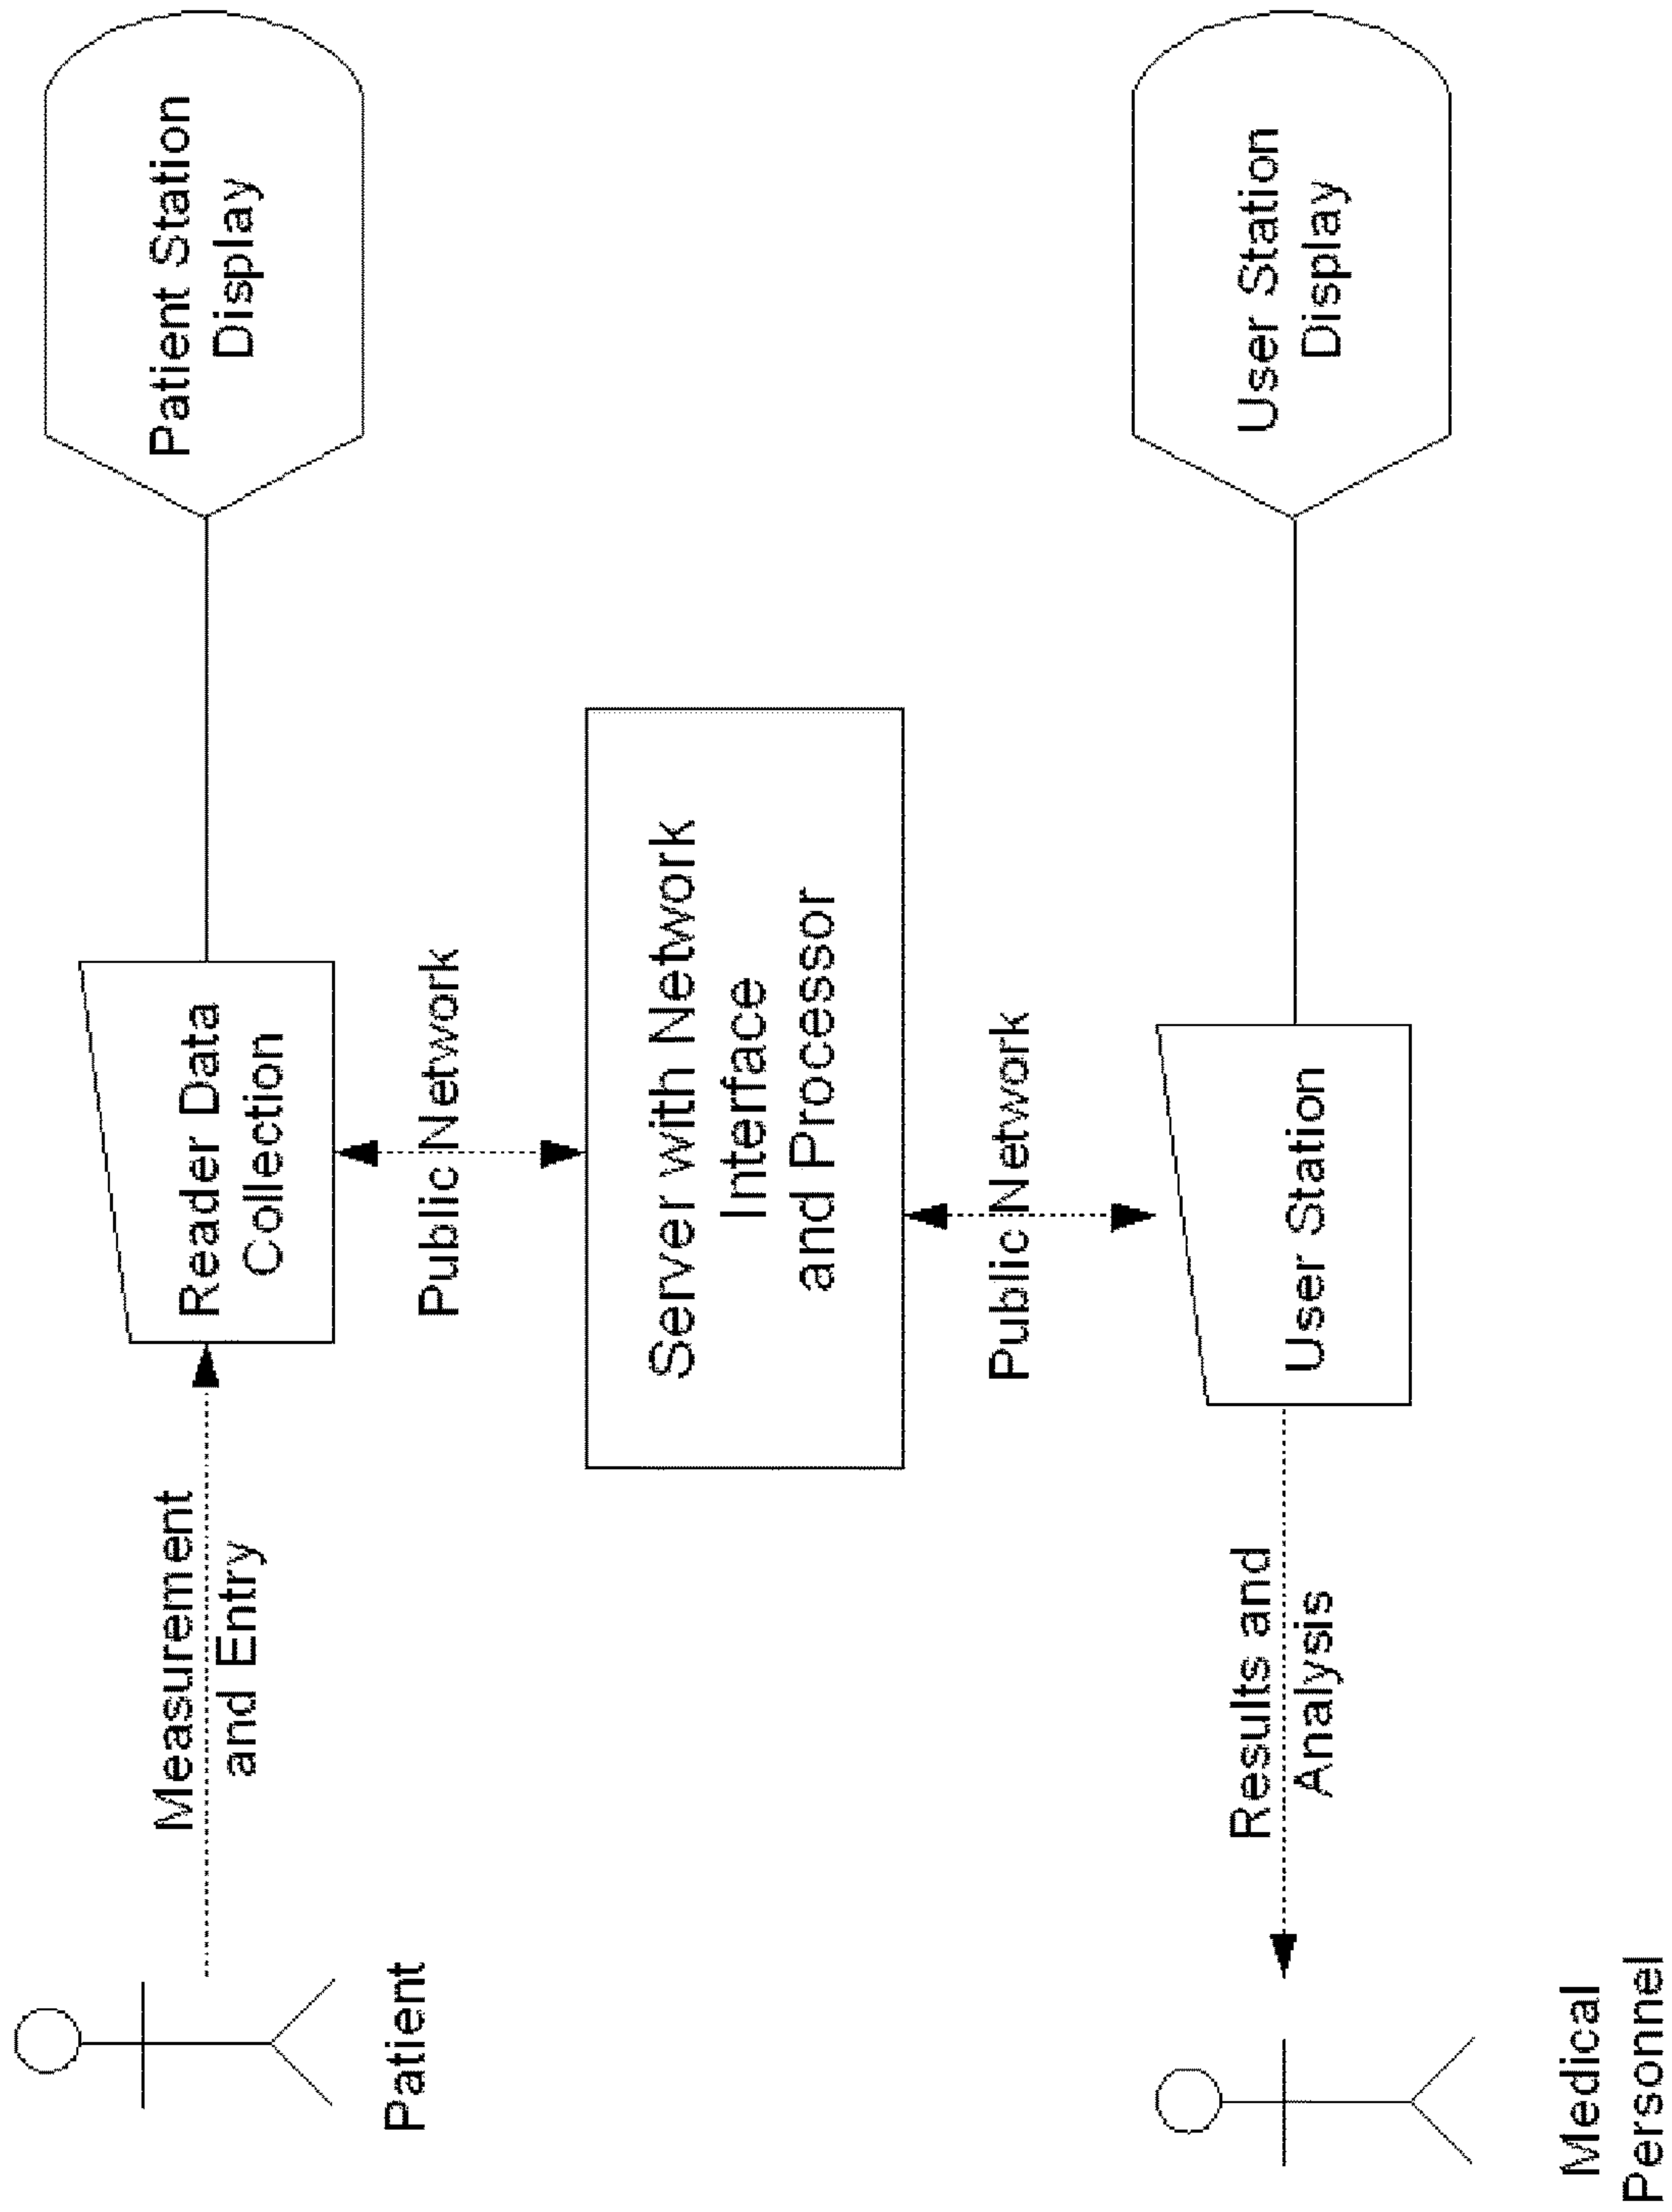 Patient Station
Display
Reader Data
Collection
Measurement
and Entry
Patient
Public Network
Server with Network
Interface
and Processor
Public Network
User Station
Display
User Station
Results and
Analysis
Medical
Personnel